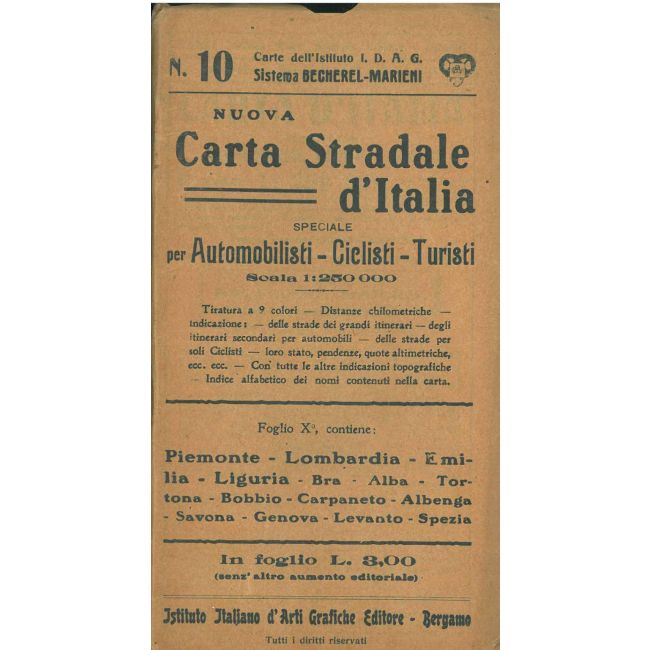 N. 10
Carte dell'Istituto I. D. A. G.
Sistema BECHEREL-MARIENI
NUOVA
Carta Stradale
d'Italia
SPECIALE
per Automobilisti - Ciclisti - Turisti
Scala 1:250 000
Tiratura a 9 colori — Distanze chilometriche —
indicazione: — delle strade dei grandi itinerari — degli
itinerari secondari per automobili — delle strade per
soli Ciclisti — loro stato, pendenze, quote altimetriche,
ecc. ecc. — Con tutte le altre indicazioni topografiche
— Indice alfabetico dei nomi contenuti nella carta.
Foglio X°, contiene:
Piemonte - Lombardia - Emi-
lia - Liguria - Bra - Alba - Tor-
tona - Bobbio - Carpaneto - Albenga
- Savona - Genova - Levanto - Spezia
In foglio L. 3,00
(senz'altro aumento editoriale)
Istituto Italiano d'Arti Grafiche Editore - Bergamo
Tutti i diritti riservati